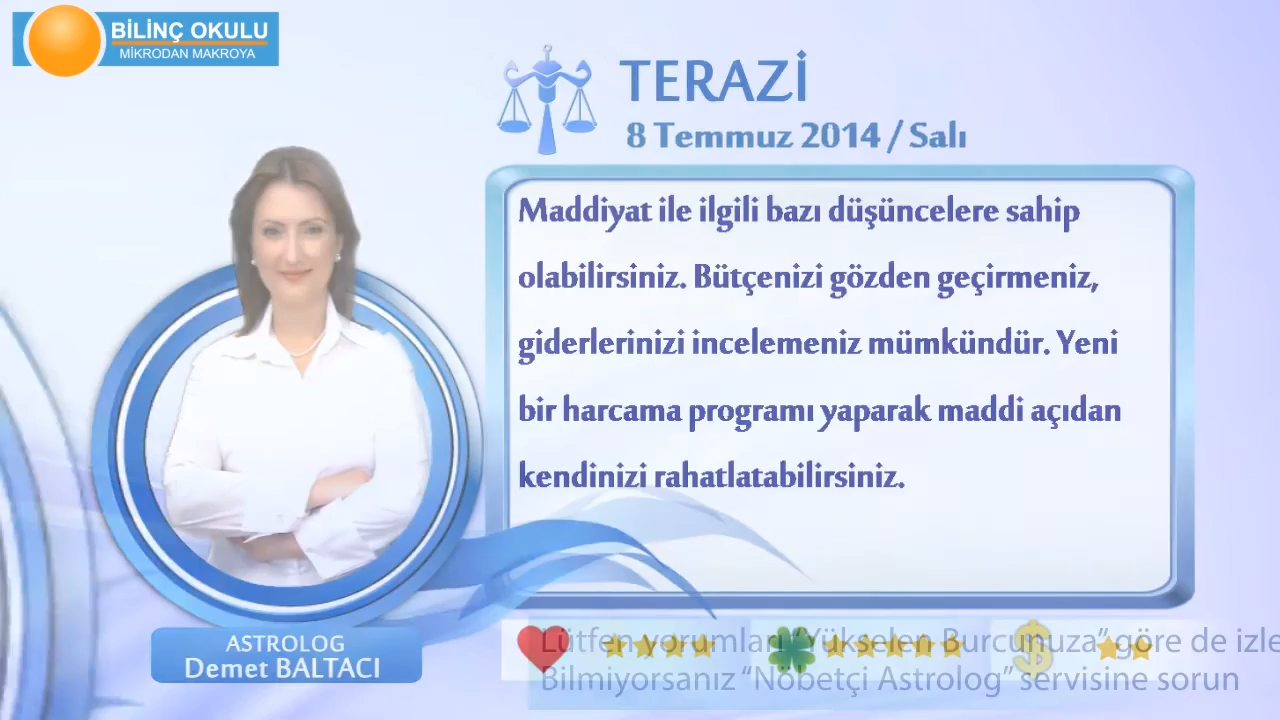 BİLİNÇ OKULU
MİKRODAN MAKROYA
TERAZİ
8 Temmuz 2014 / Salı
Maddiyat ile ilgili bazı düşüncelere sahip
olabilirsiniz. Bütçenizi gözden geçirmeniz,
giderlerinizi incelemeniz mümkündür. Yeni
bir harcama programı yaparak maddi açıdan
kendinizi rahatlatabilirsiniz.
ASTROLOG
Demet BALTACI
Lütfen yorumları "Yükselen Burcunuza" göre de izle
Bilmiyorsanız "Nöbetçi Astrolog" servisine sorun